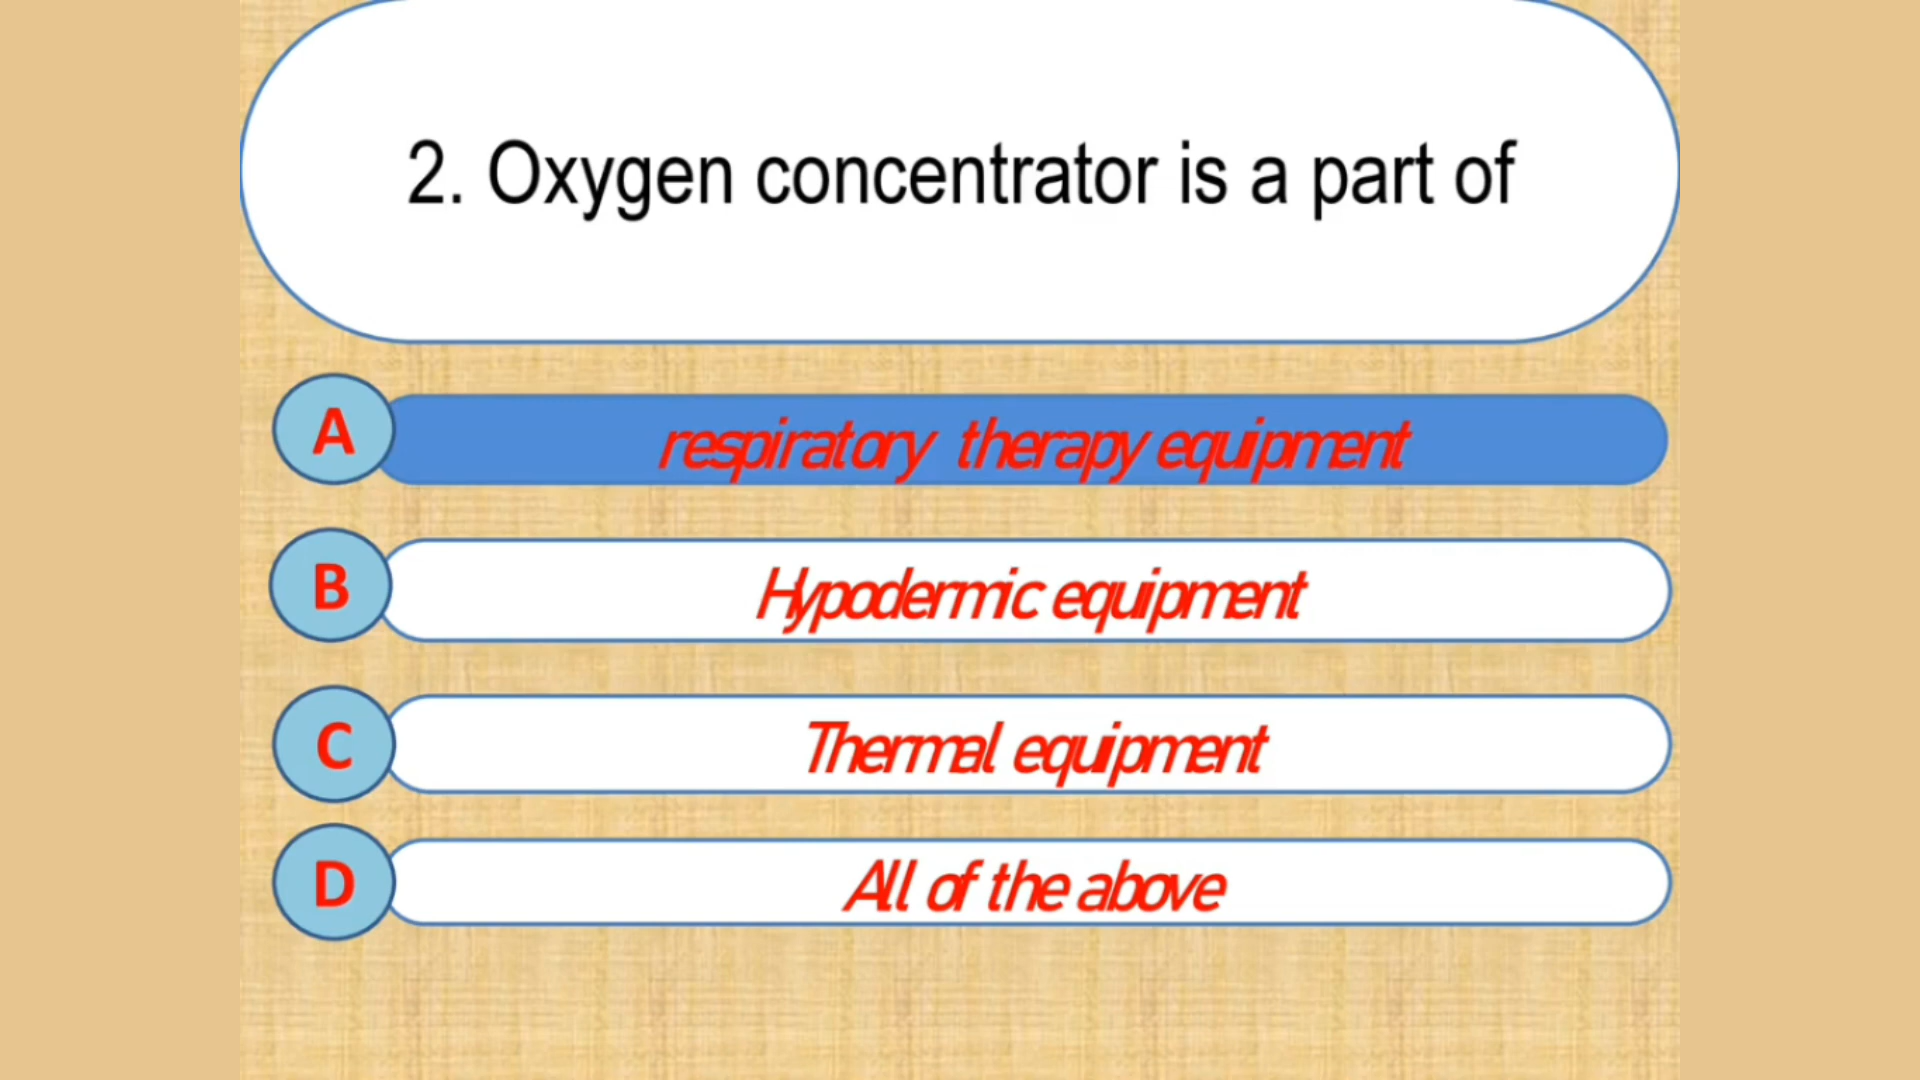 2. Oxygen concentrator is a part of
A respiratory therapy equipment
B Hypodermic equipment
C Thermal equipment
D All of the above